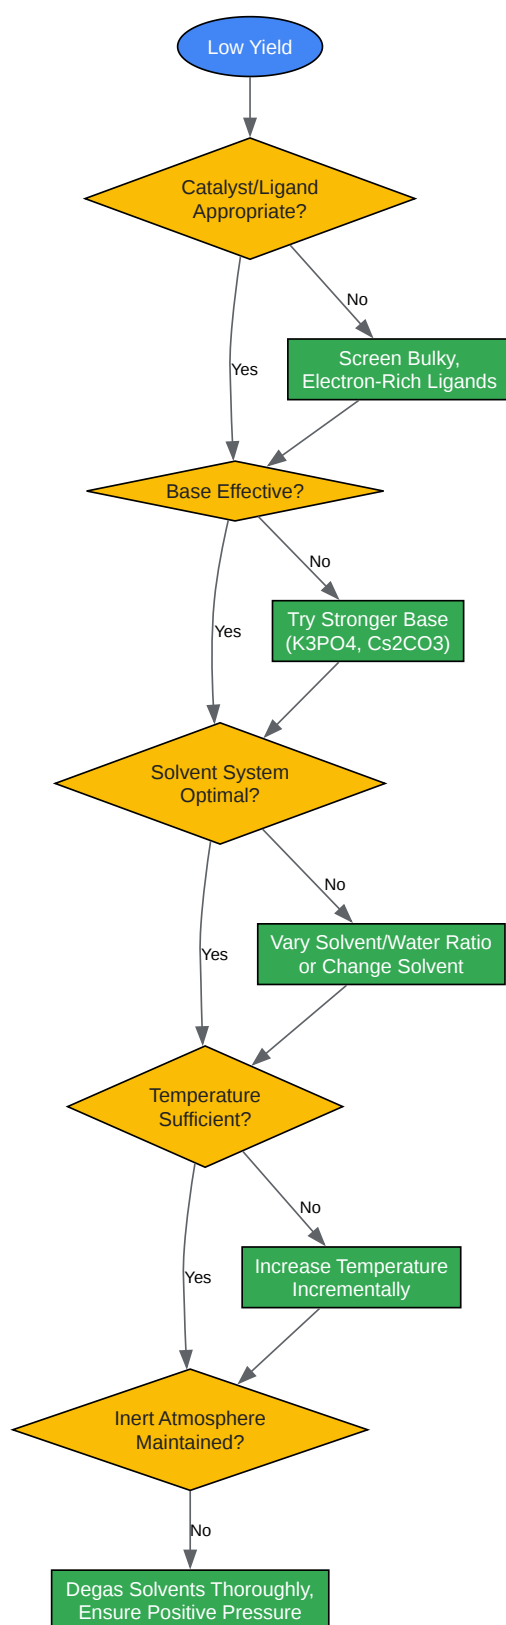 Low Yield
Catalyst/Ligand
Appropriate?
No
Screen Bulky,
Electron-Rich Ligands
Yes
Base Effective?
No
Try Stronger Base
(K3PO4, Cs2CO3)
Yes
Solvent System
Optimal?
No
Vary Solvent/Water Ratio
or Change Solvent
Yes
Temperature
Sufficient?
No
Increase Temperature
Incrementally
Yes
Inert Atmosphere
Maintained?
No
Degas Solvents Thoroughly,
Ensure Positive Pressure